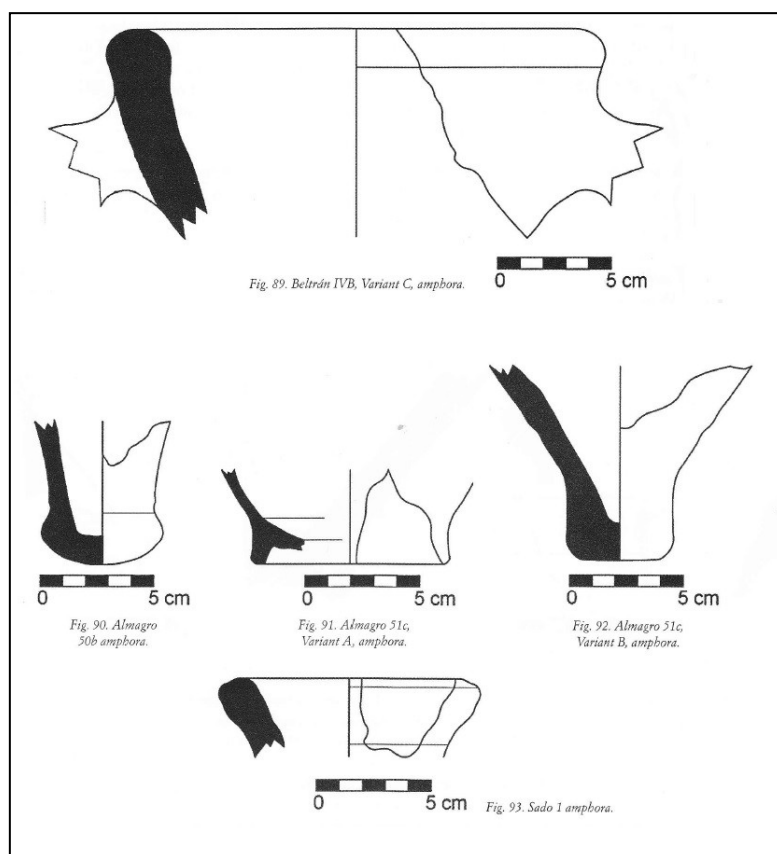 Fig. 89. Beltrán IVB, Variant C, amphora.
0 5 cm
0 5 cm
Fig. 90. Almagro
50b amphora.
0 5 cm
Fig. 91. Almagro 51c,
Variant A, amphora.
0 5 cm
Fig. 92. Almagro 51c,
Variant B, amphora.
0 5 cm
Fig. 93. Sado 1 amphora.